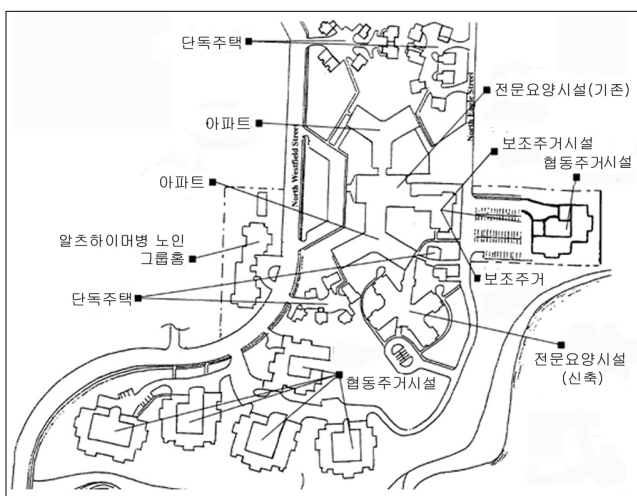 단독주택
전문요양시설(기존)
아파트
보조주거시설
협동주거시설
North Westfield Street
North Eagle Street
아파트
알츠하이머병 노인
그룹홈
보조주거
단독주택
전문요양시설
(신축)
협동주거시설